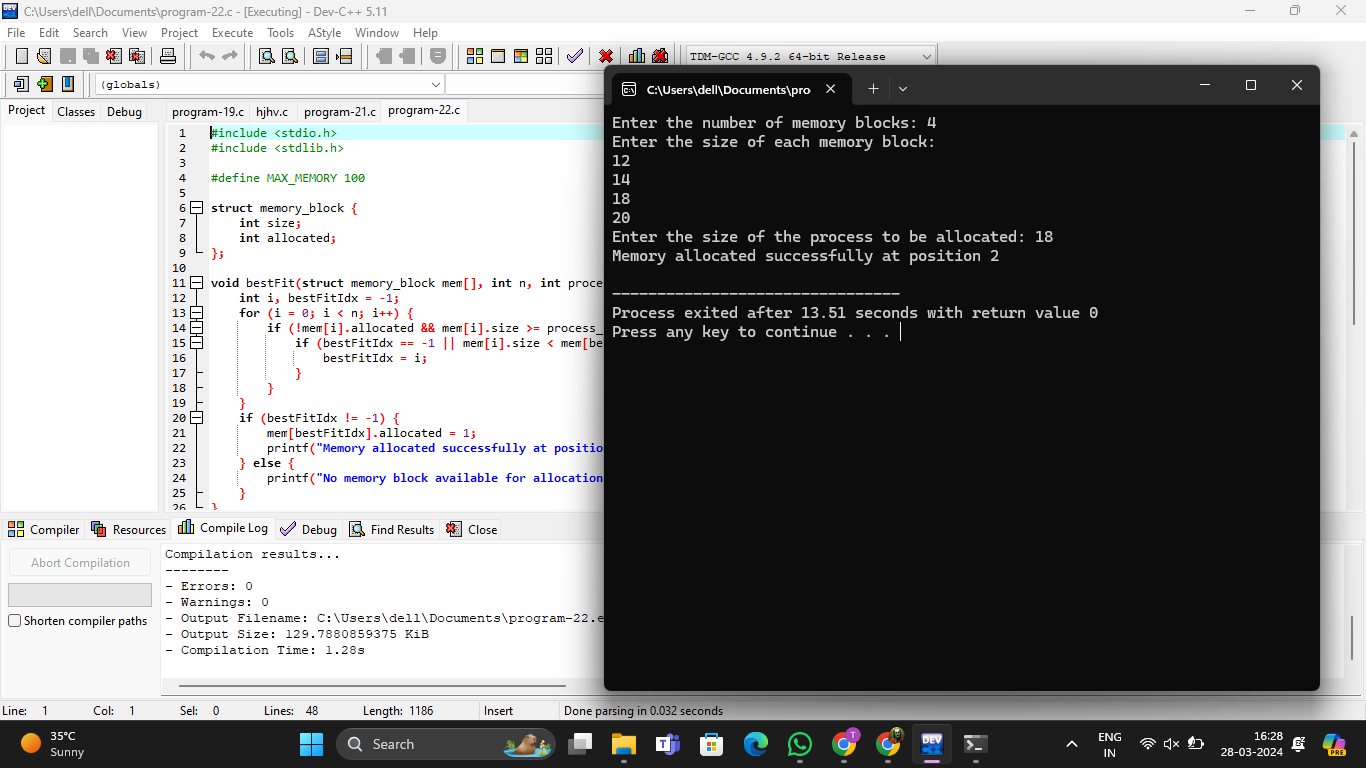 C:\Users\dell\Documents\program-22.c - [Executing] - Dev-C++ 5.11
File Edit Search View Project Execute Tools AStyle Window Help
TDM-GCC 4.9.2 64-bit Release
(globals)
Project Classes Debug
program-19.c hjhv.c program-21.c program-22.c
1 #include <stdio.h>
2 #include <stdlib.h>
3
4 #define MAX_MEMORY 100
5
6 struct memory_block {
7 int size;
8 int allocated;
9 };
10
11 void bestFit(struct memory_block mem[], int n, int proce
12 int i, bestFitIdx = -1;
13 for (i = 0; i < n; i++) {
14 if (!mem[i].allocated && mem[i].size >= process_
15 if (bestFitIdx == -1 || mem[i].size < mem[be
16 bestFitIdx = i;
17 }
18 }
19 }
20 if (bestFitIdx != -1) {
21 mem[bestFitIdx].allocated = 1;
22 printf("Memory allocated successfully at positio
23 } else {
24 printf("No memory block available for allocation
25 }
26 }
C:\Users\dell\Documents\pro
Enter the number of memory blocks: 4
Enter the size of each memory block:
12
14
18
20
Enter the size of the process to be allocated: 18
Memory allocated successfully at position 2
--------------------------------
Process exited after 13.51 seconds with return value 0
Press any key to continue . . .
Compiler Resources Compile Log Debug Find Results Close
Abort Compilation
Shorten compiler paths
Compilation results...
--------
- Errors: 0
- Warnings: 0
- Output Filename: C:\Users\dell\Documents\program-22.e
- Output Size: 129.7880859375 KiB
- Compilation Time: 1.28s
Line: 1 Col: 1 Sel: 0 Lines: 48 Length: 1186 Insert Done parsing in 0.032 seconds
35°C
Sunny
Search
T
DEV
PRE
ENG
IN
16:28
28-03-2024